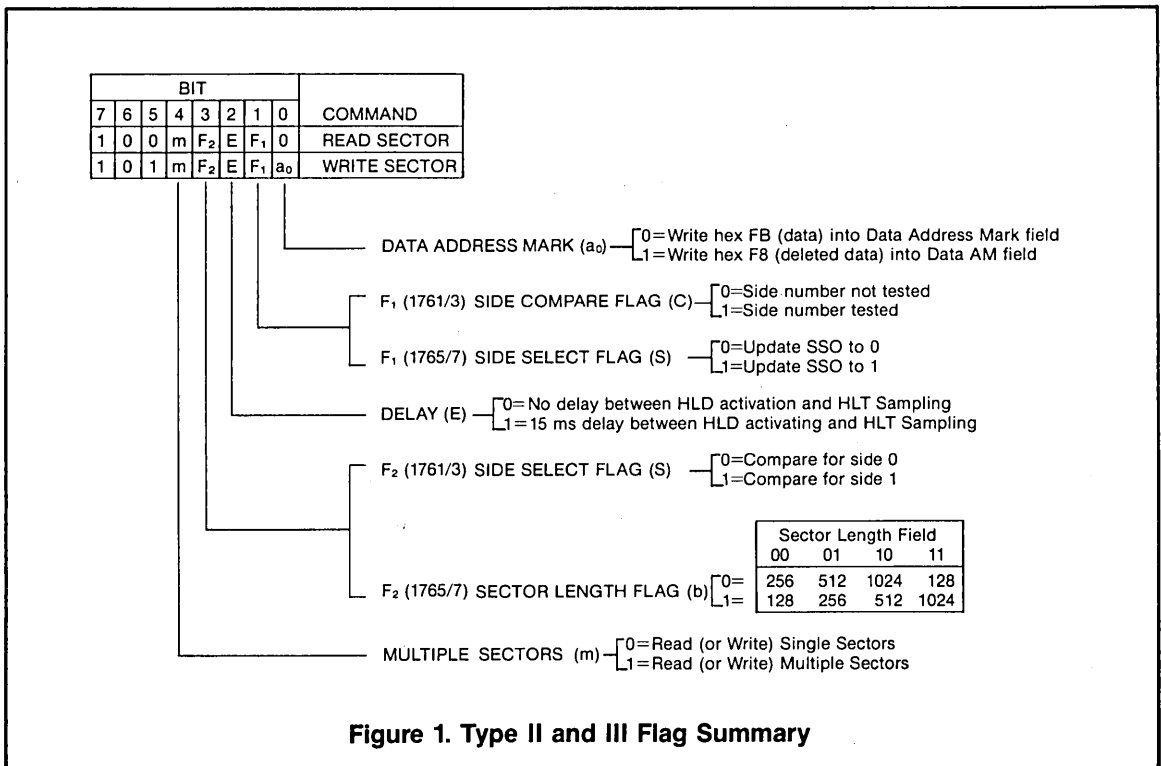 BIT
7 6 5 4 3 2 1 0 COMMAND
1 0 0 m F₂ E F₁ 0 READ SECTOR
1 0 1 m F₂ E F₁ a₀ WRITE SECTOR
DATA ADDRESS MARK (a₀) 0=Write hex FB (data) into Data Address Mark field
1=Write hex F8 (deleted data) into Data AM field
F₁ (1761/3) SIDE COMPARE FLAG (C) 0=Side number not tested
1=Side number tested
F₁ (1765/7) SIDE SELECT FLAG (S) 0=Update SSO to 0
1=Update SSO to 1
DELAY (E) 0= No delay between HLD activation and HLT Sampling
1= 15 ms delay between HLD activating and HLT Sampling
F₂ (1761/3) SIDE SELECT FLAG (S) 0=Compare for side 0
1=Compare for side 1
Sector Length Field
00 01 10 11
F₂ (1765/7) SECTOR LENGTH FLAG (b) 0= 256 512 1024 128
1= 128 256 512 1024
MULTIPLE SECTORS (m) 0=Read (or Write) Single Sectors
1=Read (or Write) Multiple Sectors
Figure 1. Type II and III Flag Summary